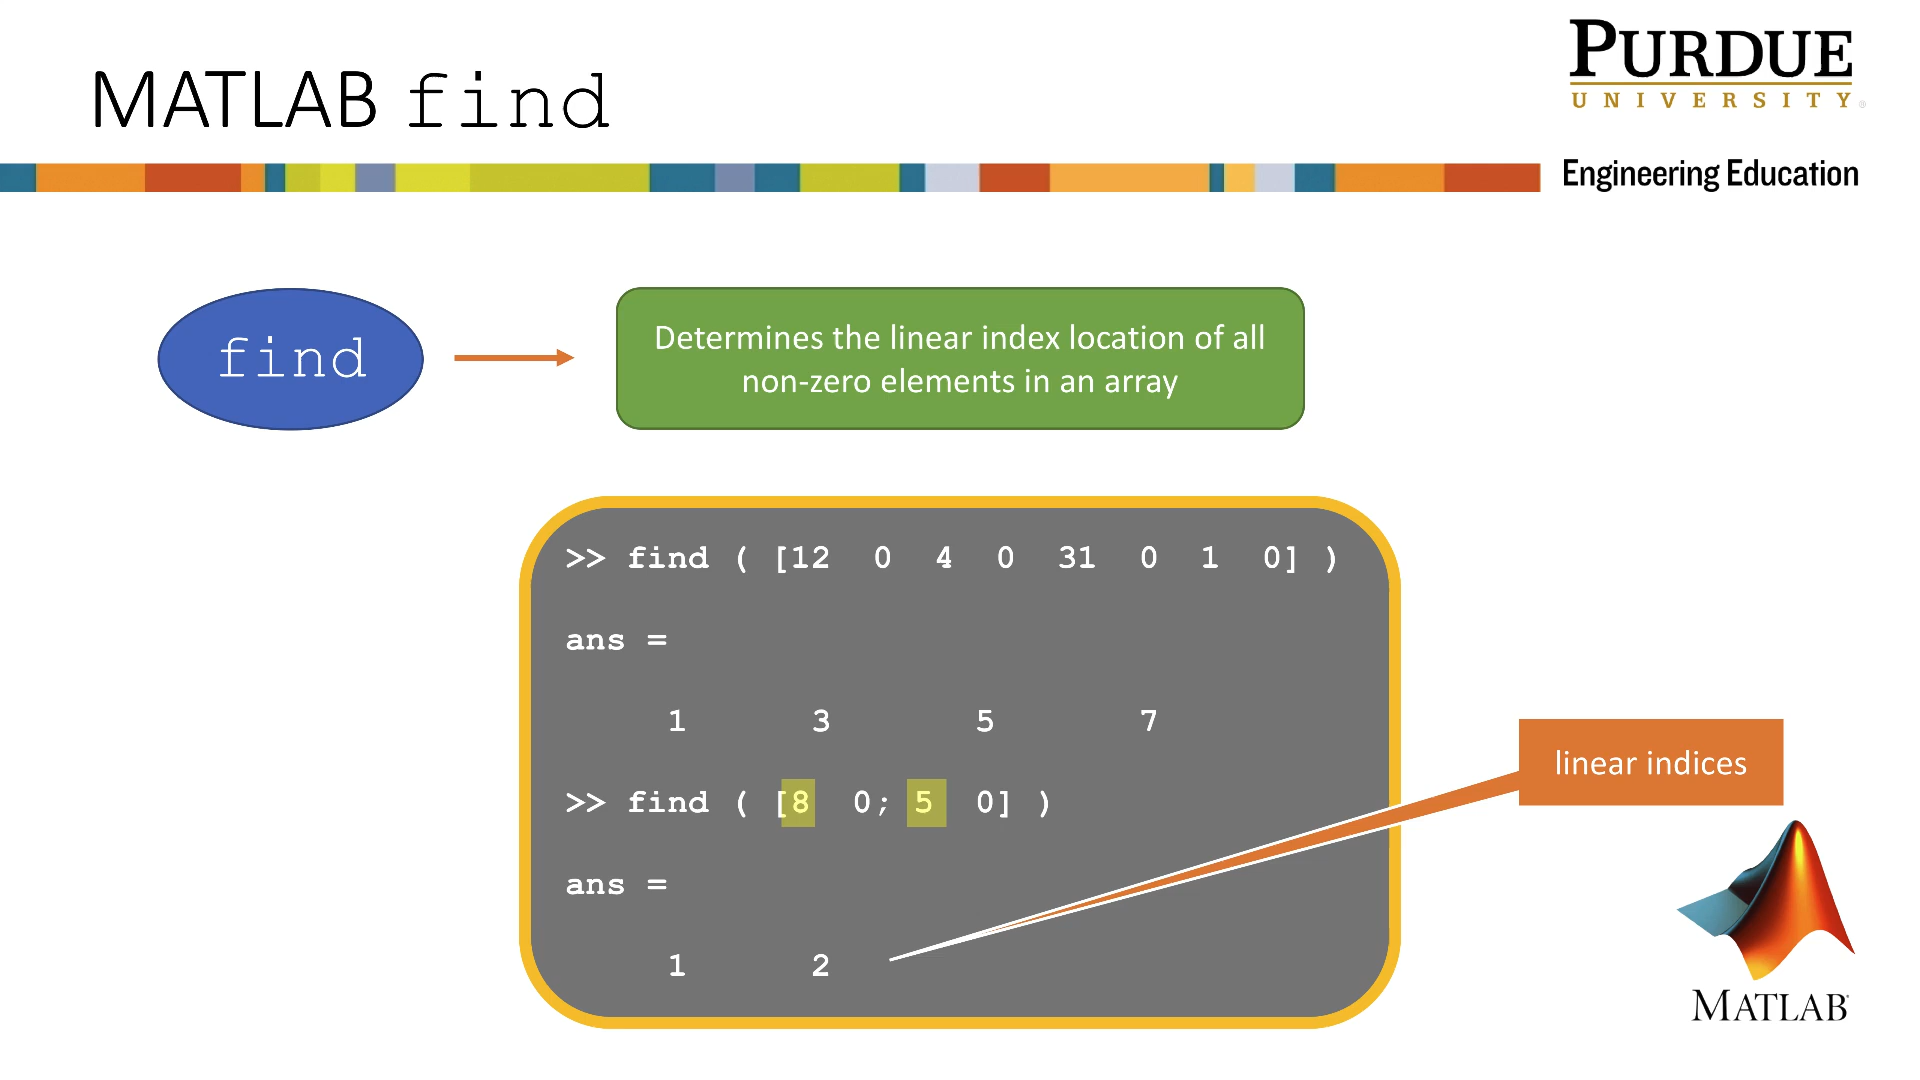 MATLAB find
PURDUE
UNIVERSITY®
Engineering Education
find
Determines the linear index location of all
non-zero elements in an array
>> find ( [12 0 4 0 31 0 1 0] )
ans =
1 3 5 7
>> find ( [8 0; 5 0] )
ans =
1 2
linear indices
MATLAB®